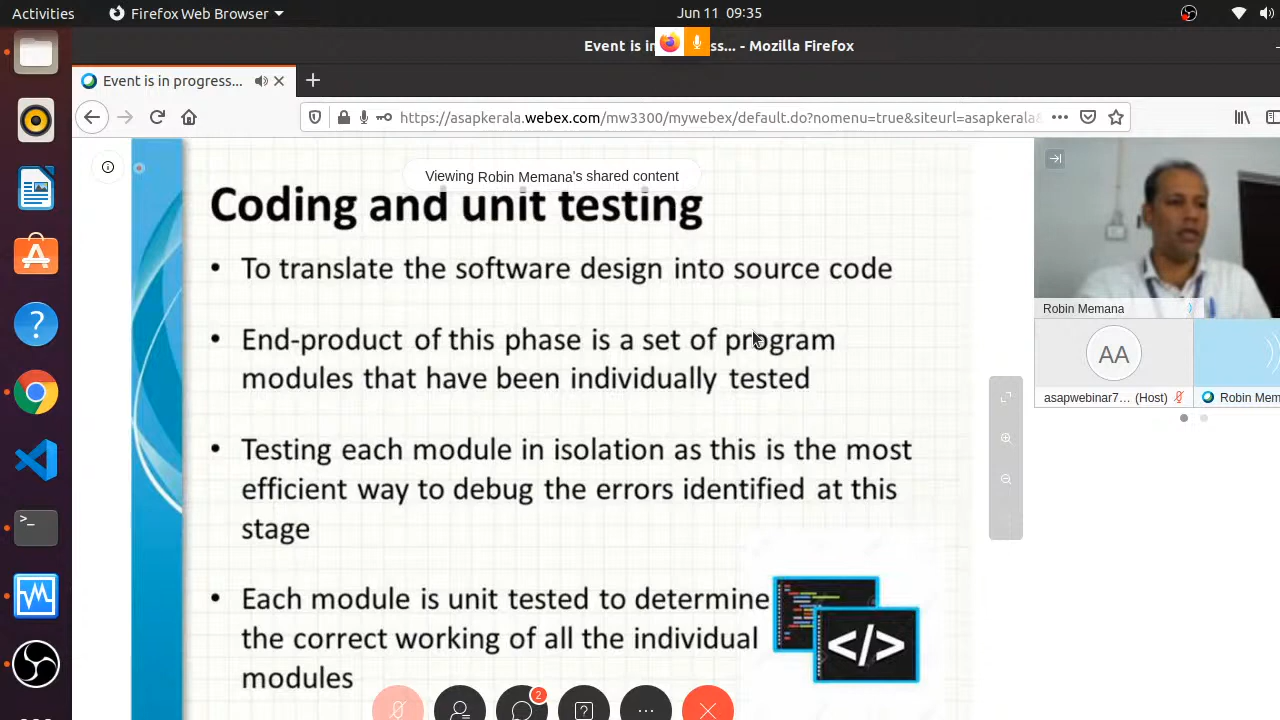 Activities
Firefox Web Browser
Jun 11 09:35
Event is in
ss... - Mozilla Firefox
Event is in progress...
https://asapkerala.webex.com/mw3300/mywebex/default.do?nomenu=true&siteurl=asapkerala&
Viewing Robin Memana's shared content
Coding and unit testing
• To translate the software design into source code
• End-product of this phase is a set of program
modules that have been individually tested
• Testing each module in isolation as this is the most
efficient way to debug the errors identified at this
stage
• Each module is unit tested to determine
the correct working of all the individual
modules
</>
Robin Memana
AA
asapwebinar7... (Host)
Robin Mem
2